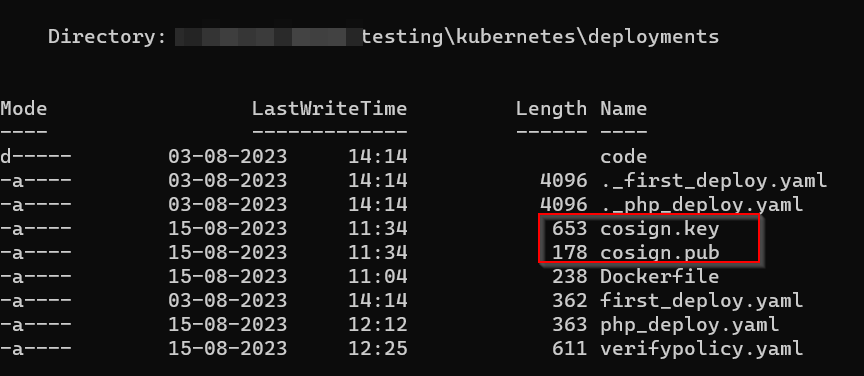 Directory: testing\kubernetes\deployments
Mode LastWriteTime Length Name
---- ------------- ------ ----
d----- 03-08-2023 14:14 code
-a---- 03-08-2023 14:14 4096 ._first_deploy.yaml
-a---- 03-08-2023 14:14 4096 ._php_deploy.yaml
-a---- 15-08-2023 11:34 653 cosign.key
-a---- 15-08-2023 11:34 178 cosign.pub
-a---- 15-08-2023 11:04 238 Dockerfile
-a---- 03-08-2023 14:14 362 first_deploy.yaml
-a---- 15-08-2023 12:12 363 php_deploy.yaml
-a---- 15-08-2023 12:25 611 verifypolicy.yaml